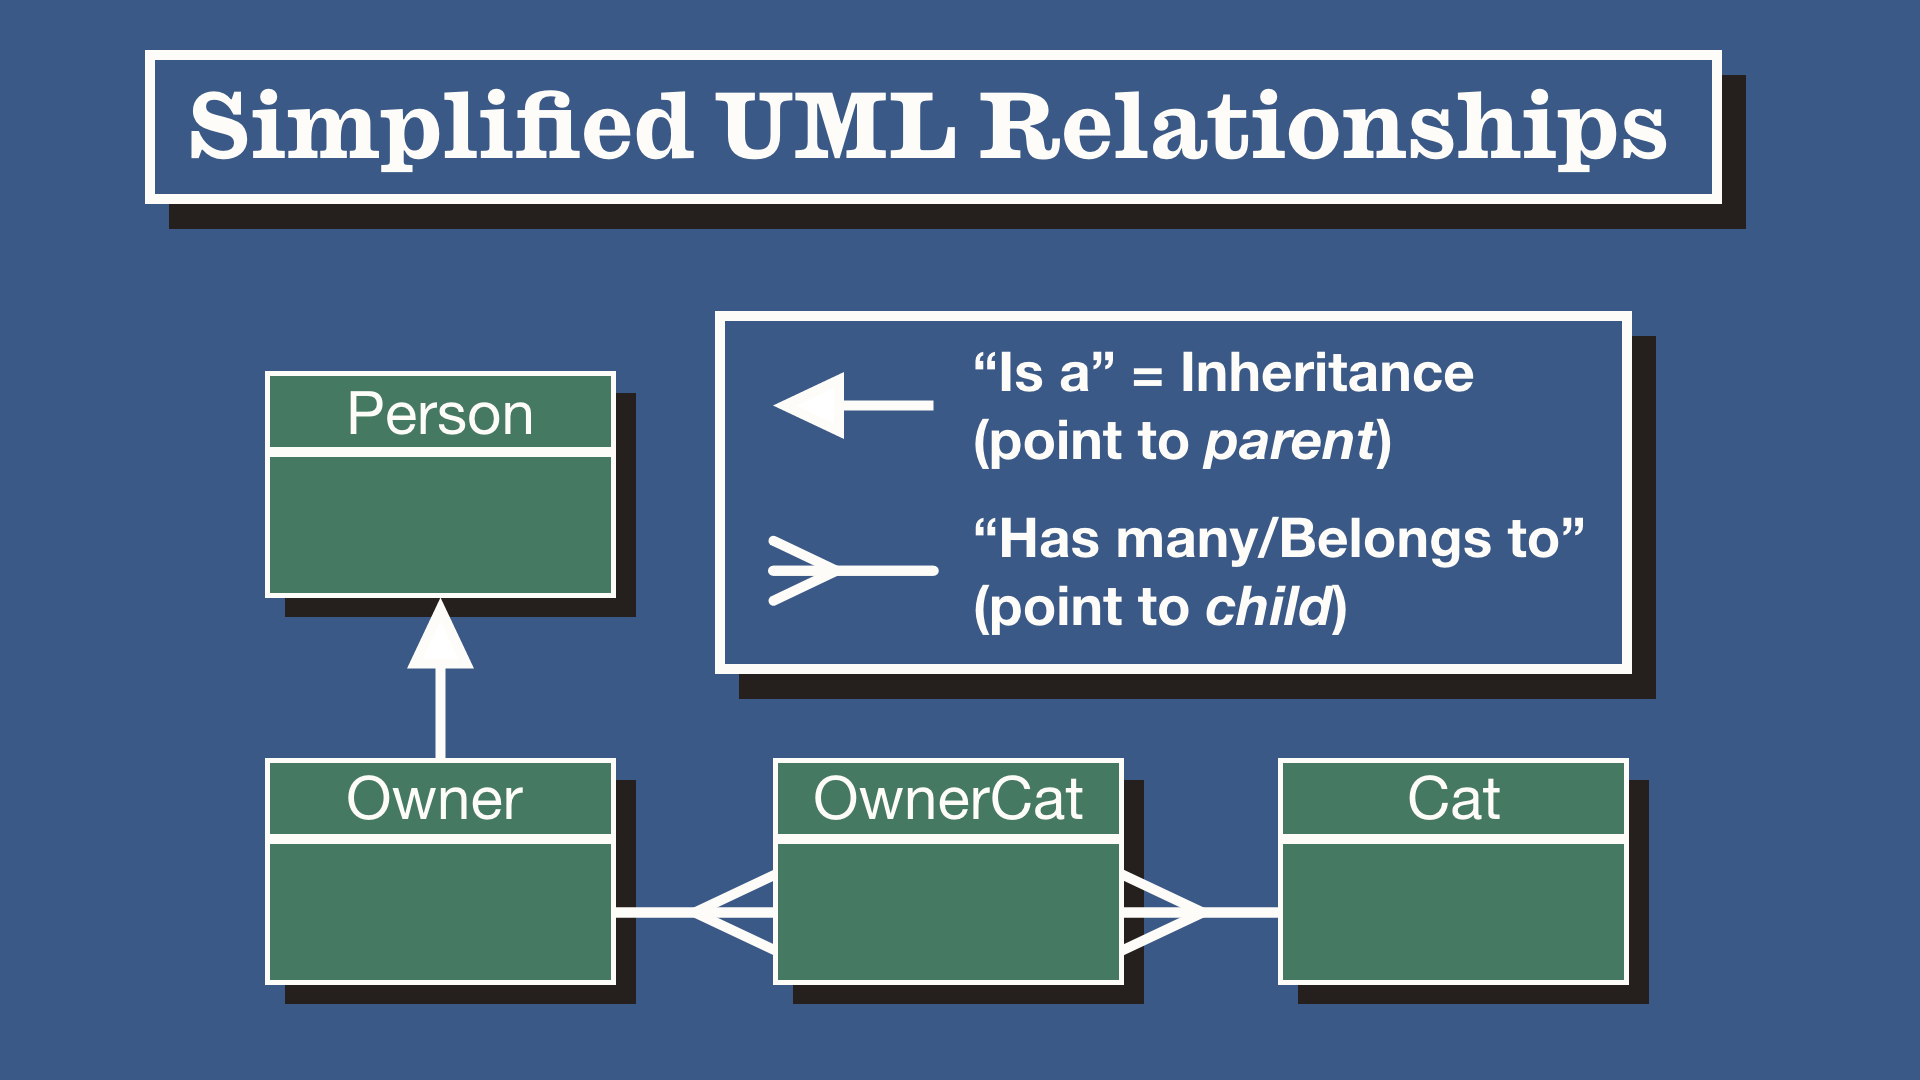 Simplified UML Relationships
“Is a” = Inheritance
(point to parent)
“Has many/Belongs to”
(point to child)
Person
Owner
OwnerCat
Cat